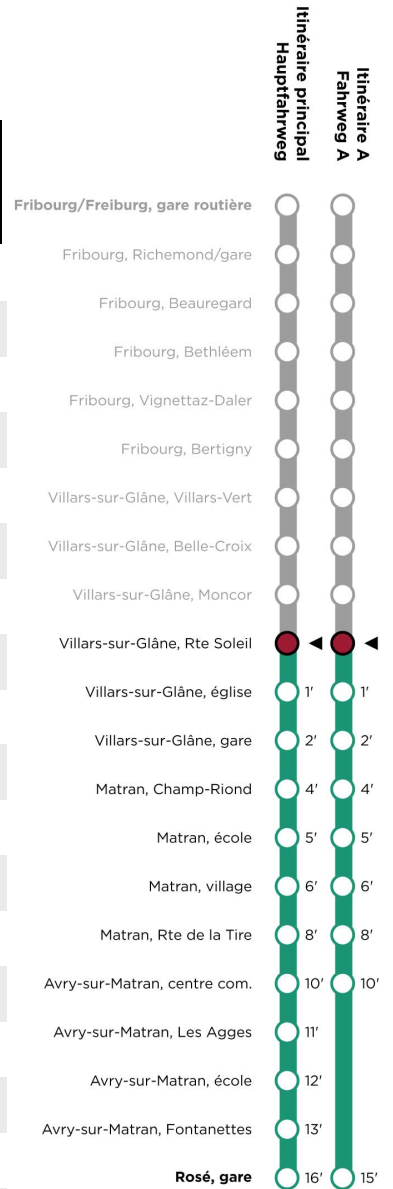 Itinéraire principal
Hauptfahrweg
Itinéraire A
Fahrweg A
Fribourg/Freiburg, gare routière
Fribourg, Richemond/gare
Fribourg, Beauregard
Fribourg, Bethléem
Fribourg, Vignettaz-Daler
Fribourg, Bertigny
Villars-sur-Glâne, Villars-Vert
Villars-sur-Glâne, Belle-Croix
Villars-sur-Glâne, Moncor
Villars-sur-Glâne, Rte Soleil
Villars-sur-Glâne, église 1' 1'
Villars-sur-Glâne, gare 2' 2'
Matran, Champ-Riond 4' 4'
Matran, école 5' 5'
Matran, village 6' 6'
Matran, Rte de la Tire 8' 8'
Avry-sur-Matran, centre com. 10' 10'
Avry-sur-Matran, Les Agges 11'
Avry-sur-Matran, école 12'
Avry-sur-Matran, Fontanettes 13'
Rosé, gare 16' 15'